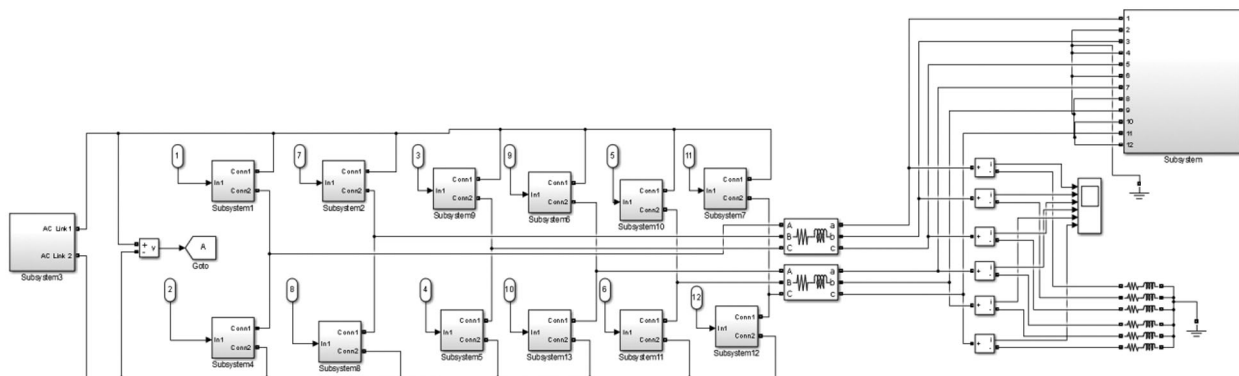 1
2
3
4
5
6
7
8
9
10
11
12
Subsystem
1
In1
Conn1
Conn2
Subsystem1
7
In1
Conn1
Conn2
Subsystem2
3
In1
Conn1
Conn2
Subsystem9
9
In1
Conn1
Conn2
Subsystem6
5
In1
Conn1
Conn2
Subsystem10
11
In1
Conn1
Conn2
Subsystem7
AC Link1
AC Link 2
Subsystem3
+
-
v
A
Goto
A
B
C
a
b
c
A
B
C
a
b
c
+
-
i
+
-
i
+
-
i
+
-
i
+
-
i
+
-
i
2
In1
Conn1
Conn2
Subsystem4
8
In1
Conn1
Conn2
Subsystem8
4
In1
Conn1
Conn2
Subsystem5
10
In1
Conn1
Conn2
Subsystem13
6
In1
Conn1
Conn2
Subsystem11
12
In1
Conn1
Conn2
Subsystem12